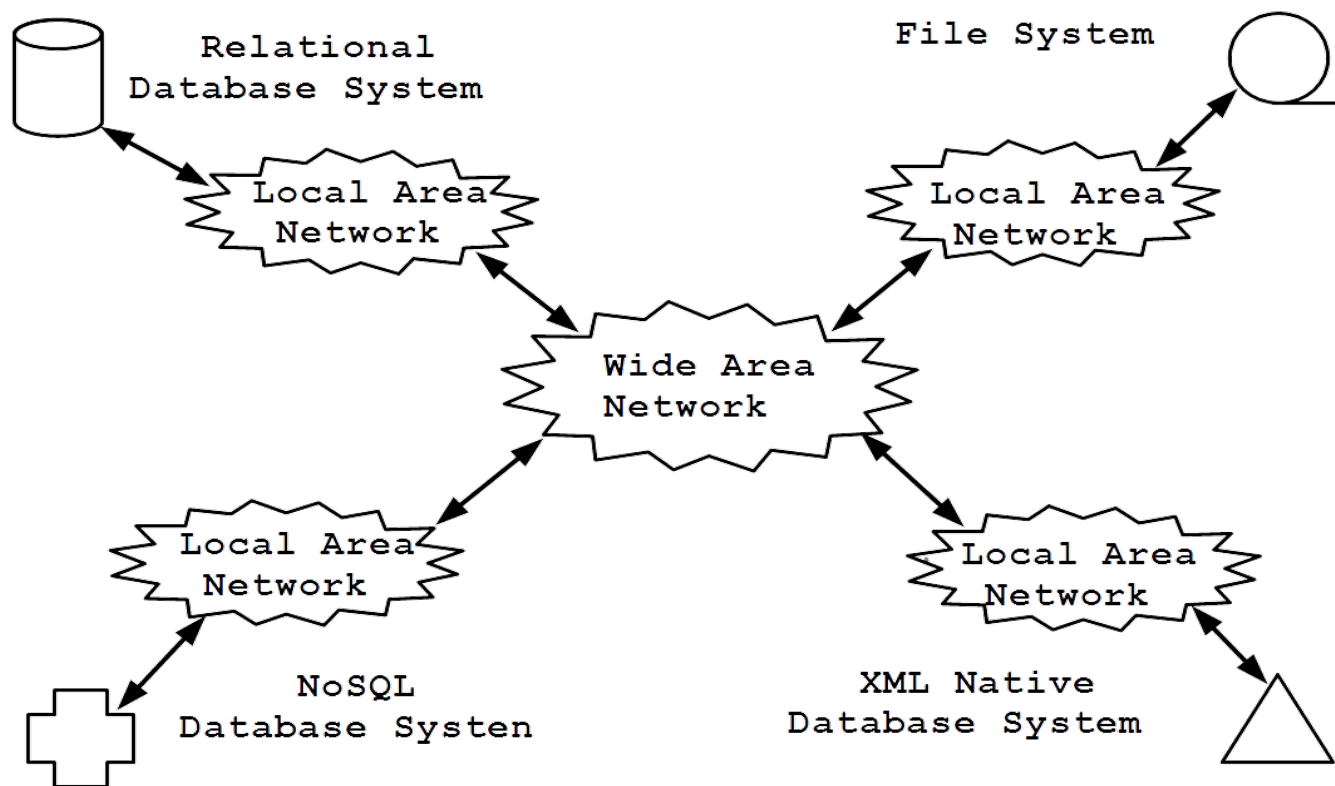 Relational
Database System
File System
Local Area
Network
Local Area
Network
Wide Area
Network
Local Area
Network
Local Area
Network
NoSQL
Database Systen
XML Native
Database System